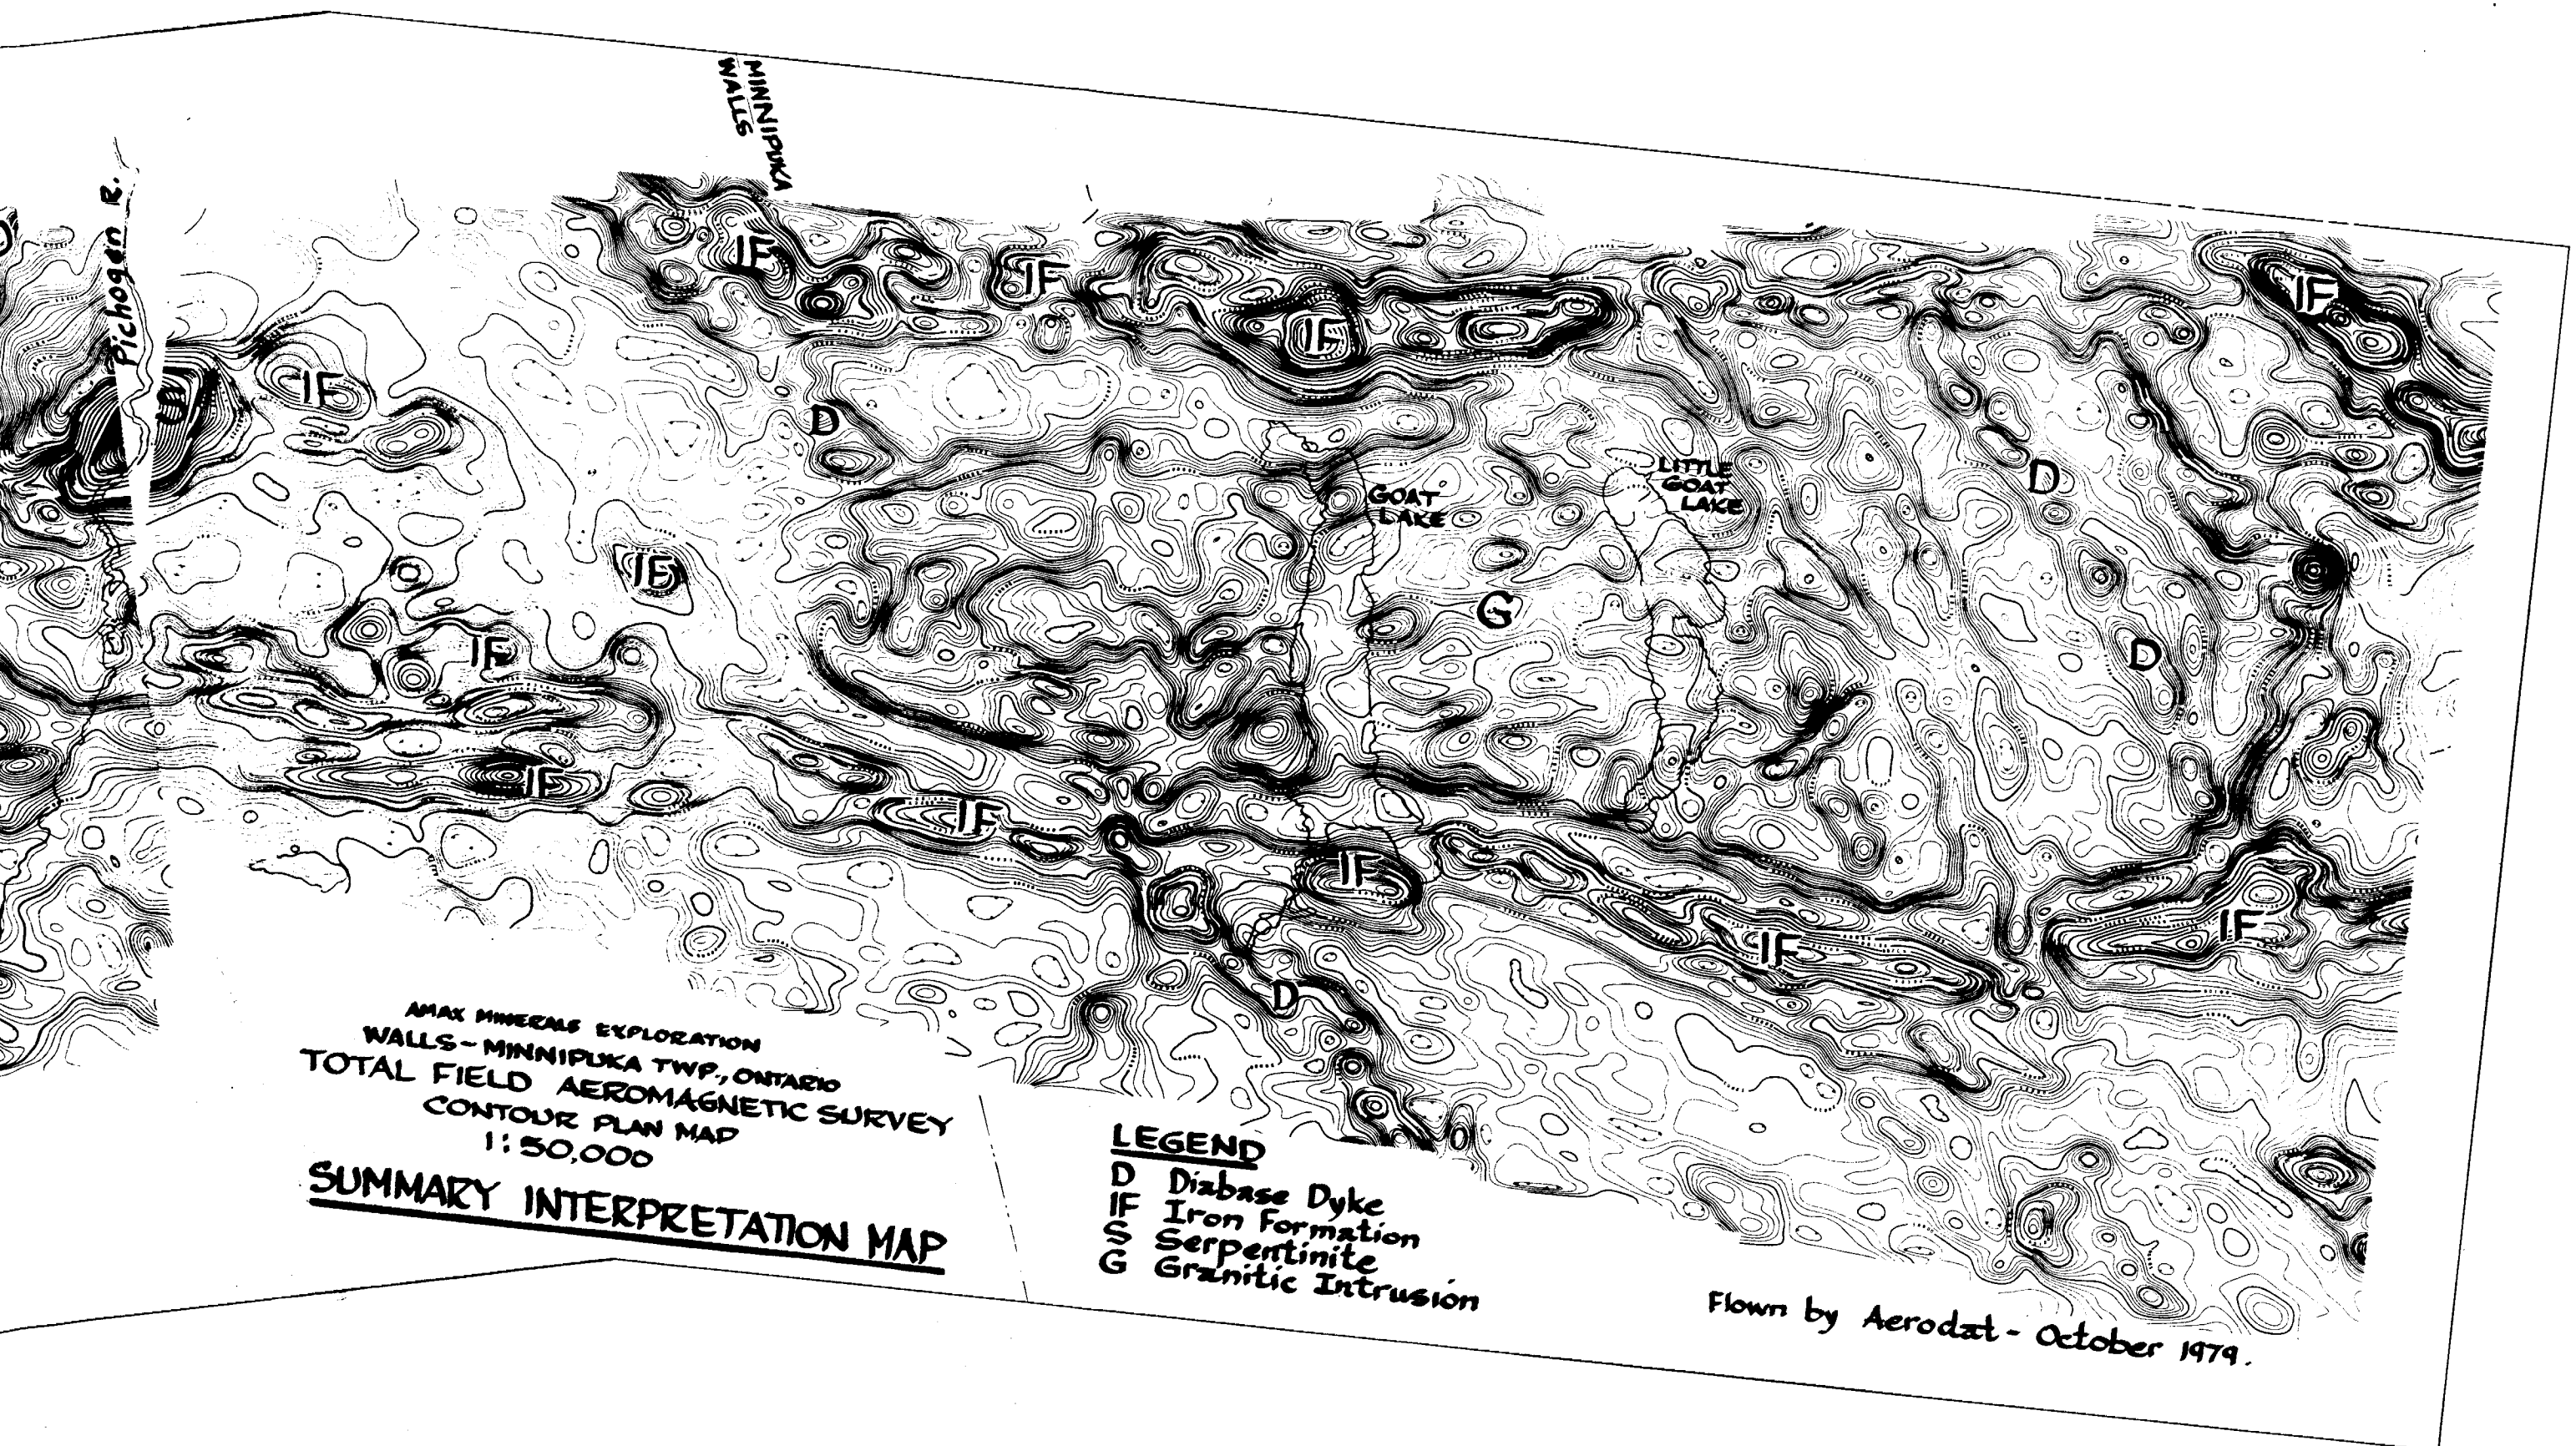 MINNIPUKA
WALLS
Pichogen R.
IF
IF
IF
IF
IF
S
D
LITTLE
GOAT
LAKE
D
GOAT
LAKE
IF
G
IF
D
IF
IF
IF
IF
IF
D
AMAX MINERALS EXPLORATION
WALLS - MINNIPUKA TWP., ONTARIO
TOTAL FIELD AEROMAGNETIC SURVEY
CONTOUR PLAN MAP
1:50,000
SUMMARY INTERPRETATION MAP
LEGEND
D Diabase Dyke
IF Iron Formation
S Serpentinite
G Granitic Intrusion
Flown by Aerodat - October 1979.